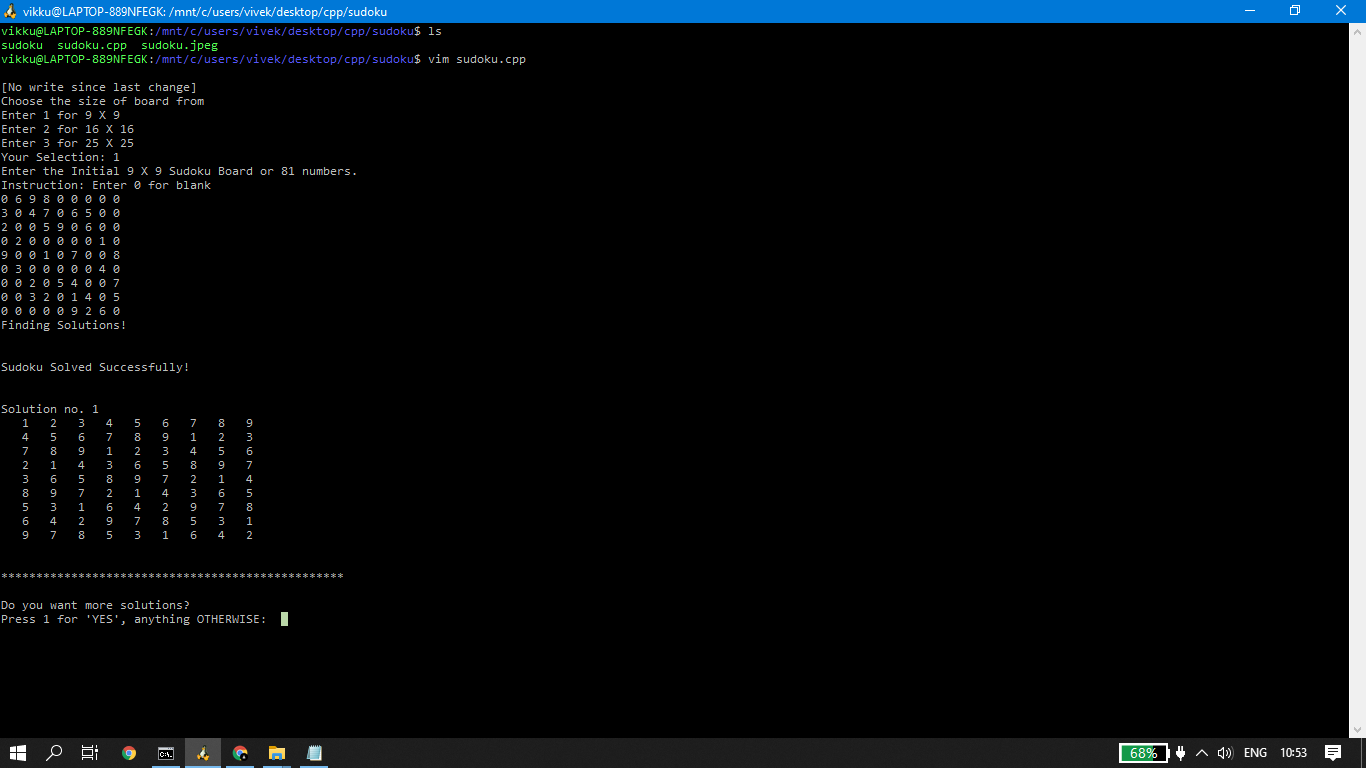 vikku@LAPTOP-889NFEGK: /mnt/c/users/vivek/desktop/cpp/sudoku
vikku@LAPTOP-889NFEGK:/mnt/c/users/vivek/desktop/cpp/sudoku$ ls
sudoku  sudoku.cpp  sudoku.jpeg
vikku@LAPTOP-889NFEGK:/mnt/c/users/vivek/desktop/cpp/sudoku$ vim sudoku.cpp
[No write since last change]
Choose the size of board from
Enter 1 for 9 X 9
Enter 2 for 16 X 16
Enter 3 for 25 X 25
Your Selection: 1
Enter the Initial 9 X 9 Sudoku Board or 81 numbers.
Instruction: Enter 0 for blank
0 6 9 8 0 0 0 0 0
3 0 4 7 0 6 5 0 0
2 0 0 5 9 0 6 0 0
0 2 0 0 0 0 0 1 0
9 0 0 1 0 7 0 0 8
0 3 0 0 0 0 0 4 0
0 0 2 0 5 4 0 0 7
0 0 3 2 0 1 4 0 5
0 0 0 0 0 9 2 6 0
Finding Solutions!
Sudoku Solved Successfully!
Solution no. 1
1 2 3 4 5 6 7 8 9
4 5 6 7 8 9 1 2 3
7 8 9 1 2 3 4 5 6
2 1 4 3 6 5 8 9 7
3 6 5 8 9 7 2 1 4
8 9 7 2 1 4 3 6 5
5 3 1 6 4 2 9 7 8
6 4 2 9 7 8 5 3 1
9 7 8 5 3 1 6 4 2
*************************************************
Do you want more solutions?
Press 1 for 'YES', anything OTHERWISE:
68% ENG 10:53